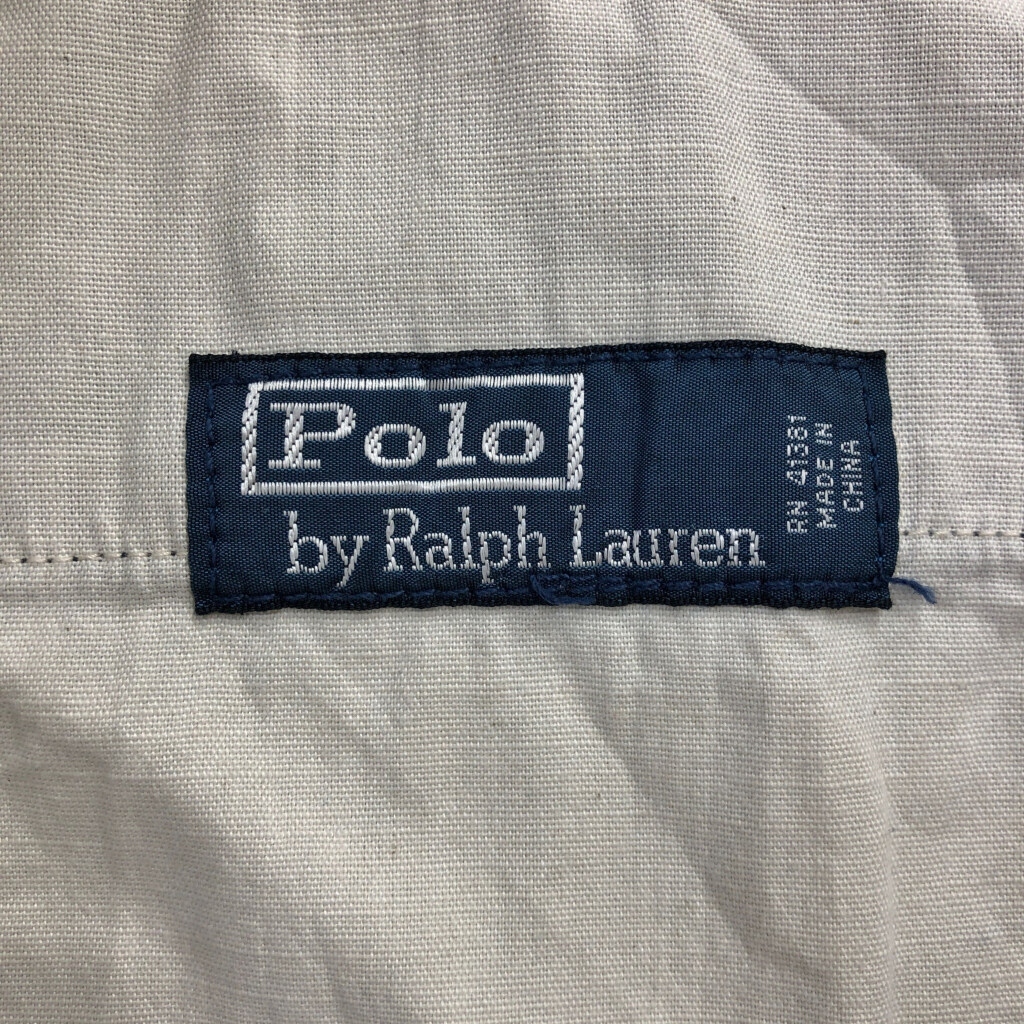 Polo
by Ralph Lauren
RN 41381
MADE IN
CHINA